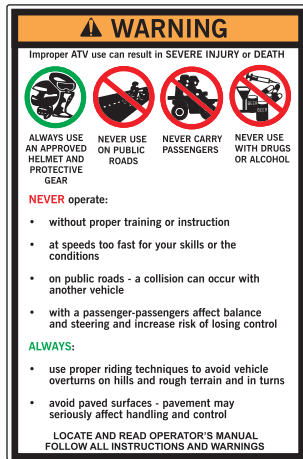 WARNING
Improper ATV use can result in SEVERE INJURY or DEATH
ALWAYS USE
AN APPROVED
HELMET AND
PROTECTIVE
GEAR
NEVER USE
ON PUBLIC
ROADS
NEVER CARRY
PASSENGERS
BEER
BEER
NEVER USE
WITH DRUGS
OR ALCOHOL
NEVER operate:
• without proper training or instruction
• at speeds too fast for your skills or the
conditions
• on public roads - a collision can occur with
another vehicle
• with a passenger-passengers affect balance
and steering and increase risk of losing control
ALWAYS:
• use proper riding techniques to avoid vehicle
overturns on hills and rough terrain and in turns
• avoid paved surfaces - pavement may
seriously affect handling and control
LOCATE AND READ OPERATOR'S MANUAL
FOLLOW ALL INSTRUCTIONS AND WARNINGS